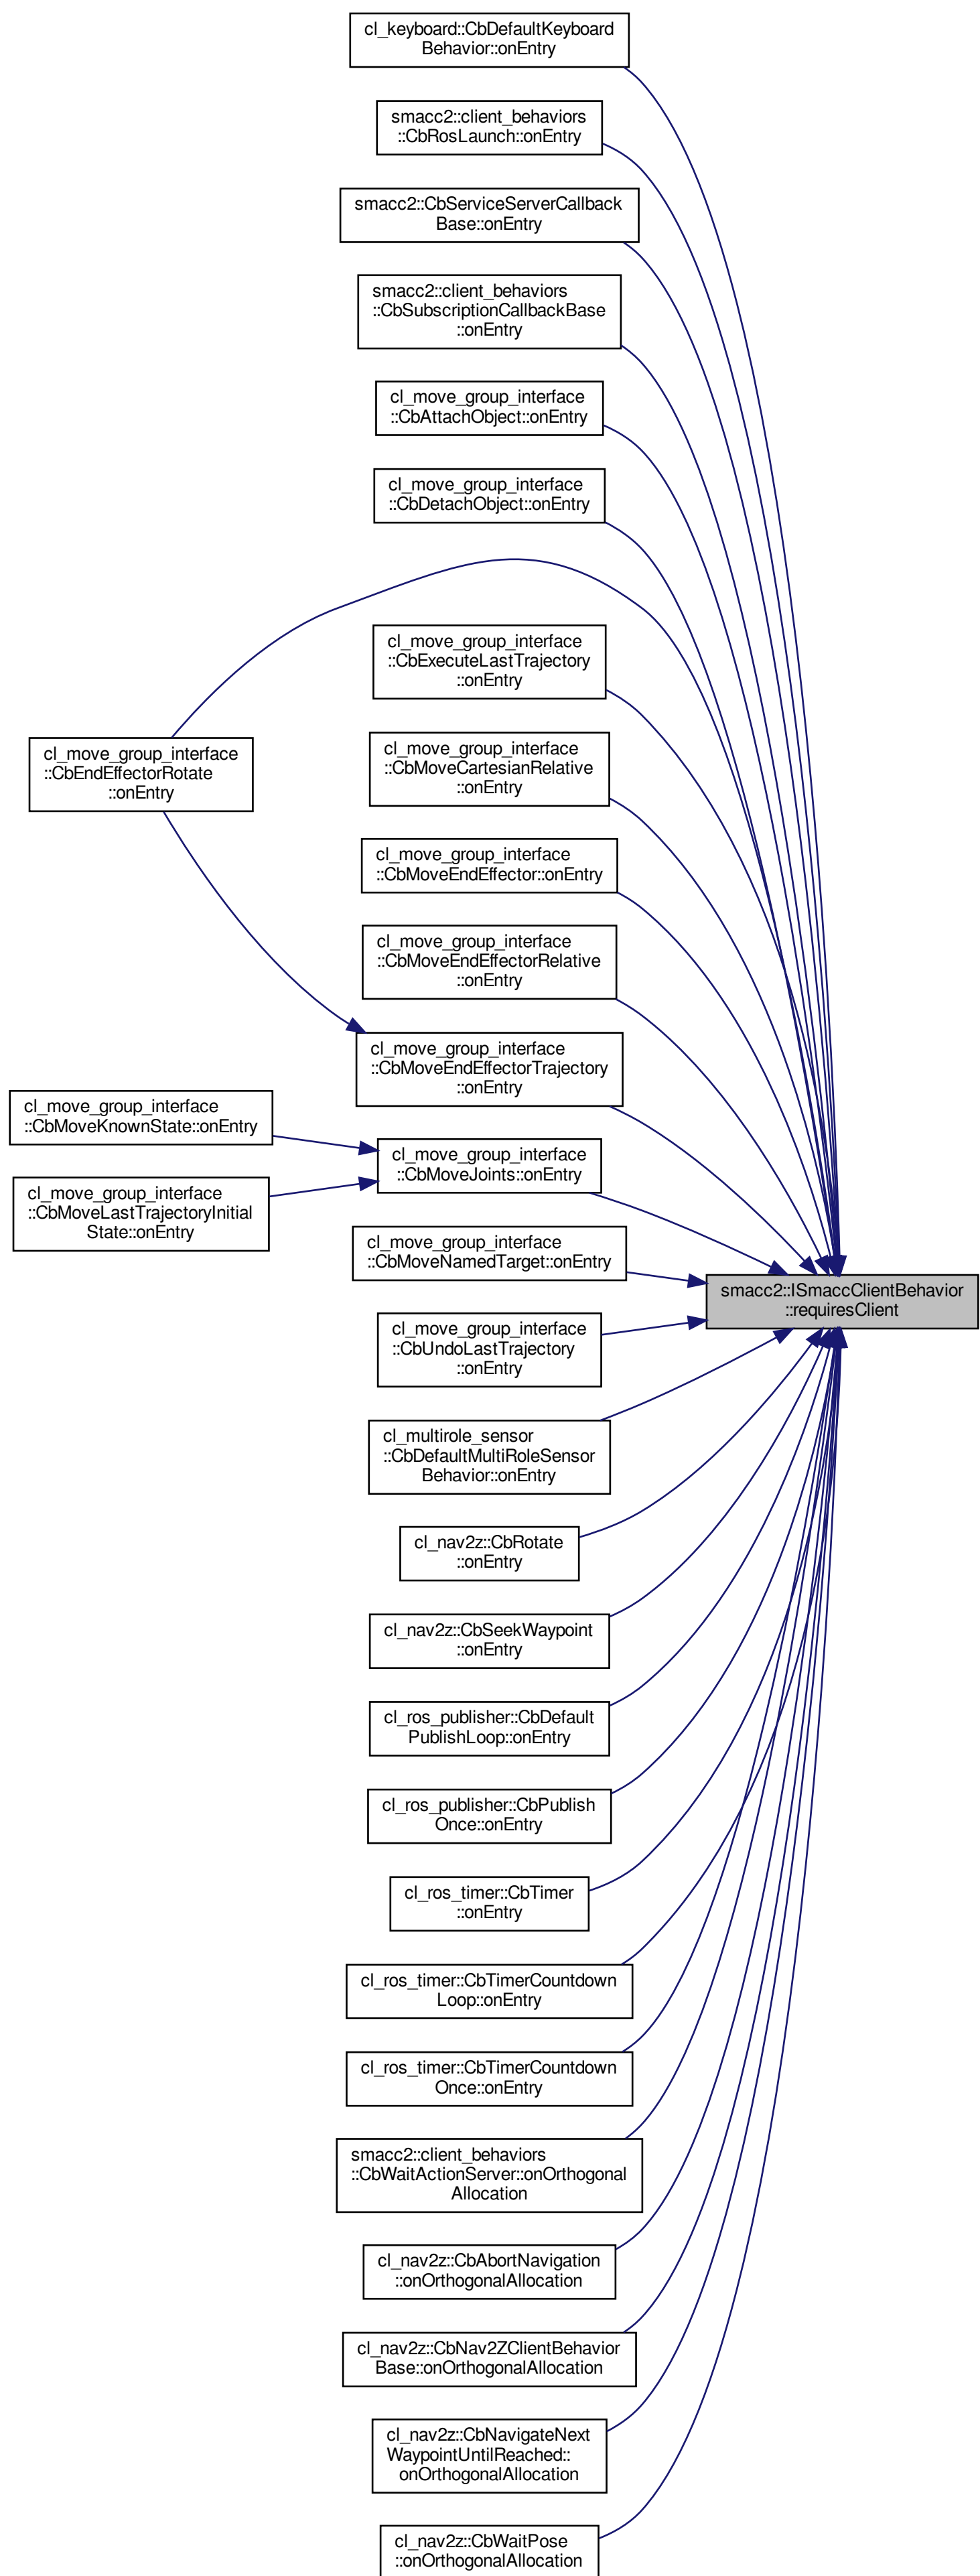 cl_keyboard::CbDefaultKeyboard
Behavior::onEntry
smacc2::client_behaviors
::CbRosLaunch::onEntry
smacc2::CbServiceServerCallback
Base::onEntry
smacc2::client_behaviors
::CbSubscriptionCallbackBase
::onEntry
cl_move_group_interface
::CbAttachObject::onEntry
cl_move_group_interface
::CbDetachObject::onEntry
cl_move_group_interface
::CbExecuteLastTrajectory
::onEntry
cl_move_group_interface
::CbEndEffectorRotate
::onEntry
cl_move_group_interface
::CbMoveCartesianRelative
::onEntry
cl_move_group_interface
::CbMoveEndEffector::onEntry
cl_move_group_interface
::CbMoveEndEffectorRelative
::onEntry
cl_move_group_interface
::CbMoveEndEffectorTrajectory
::onEntry
cl_move_group_interface
::CbMoveKnownState::onEntry
cl_move_group_interface
::CbMoveJoints::onEntry
cl_move_group_interface
::CbMoveLastTrajectoryInitial
State::onEntry
cl_move_group_interface
::CbMoveNamedTarget::onEntry
smacc2::ISmaccClientBehavior
::requiresClient
cl_move_group_interface
::CbUndoLastTrajectory
::onEntry
cl_multirole_sensor
::CbDefaultMultiRoleSensor
Behavior::onEntry
cl_nav2z::CbRotate
::onEntry
cl_nav2z::CbSeekWaypoint
::onEntry
cl_ros_publisher::CbDefault
PublishLoop::onEntry
cl_ros_publisher::CbPublish
Once::onEntry
cl_ros_timer::CbTimer
::onEntry
cl_ros_timer::CbTimerCountdown
Loop::onEntry
cl_ros_timer::CbTimerCountdown
Once::onEntry
smacc2::client_behaviors
::CbWaitActionServer::onOrthogonal
Allocation
cl_nav2z::CbAbortNavigation
::onOrthogonalAllocation
cl_nav2z::CbNav2ZClientBehavior
Base::onOrthogonalAllocation
cl_nav2z::CbNavigateNext
WaypointUntilReached::
onOrthogonalAllocation
cl_nav2z::CbWaitPose
::onOrthogonalAllocation